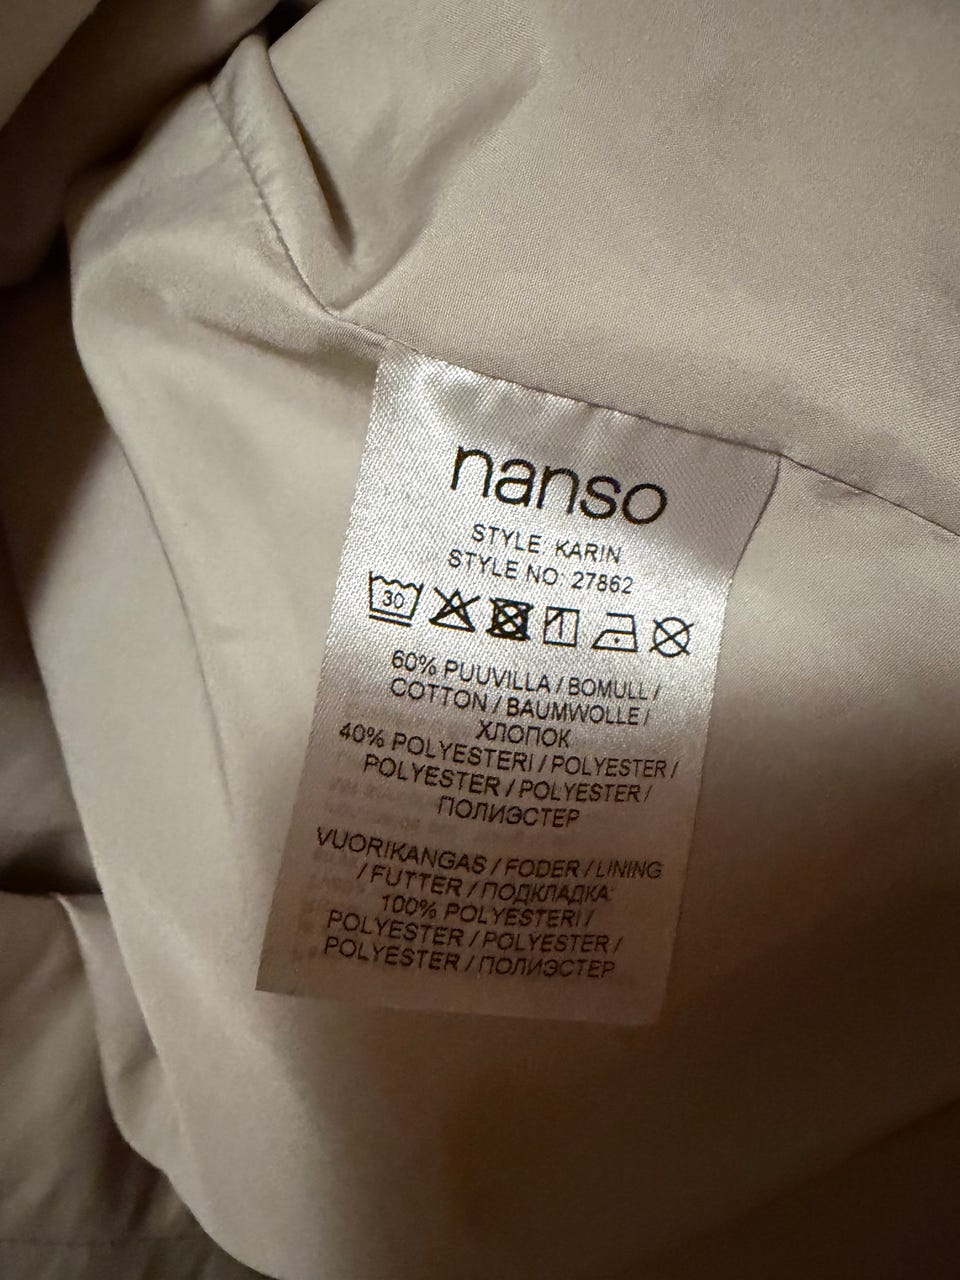 nanso
STYLE: KARIN
STYLE NO: 27862
30
60% PUUVILLA / BOMULL /
COTTON / BAUMWOLLE /
ХЛОПОК
40% POLYESTERI / POLYESTER /
POLYESTER / POLYESTER /
ПОЛИЭСТЕР
VUORIKANGAS / FODER / LINING
/ FUTTER / ПОДКЛАДКА:
100% POLYESTERI /
POLYESTER / POLYESTER /
POLYESTER / ПОЛИЭСТЕР